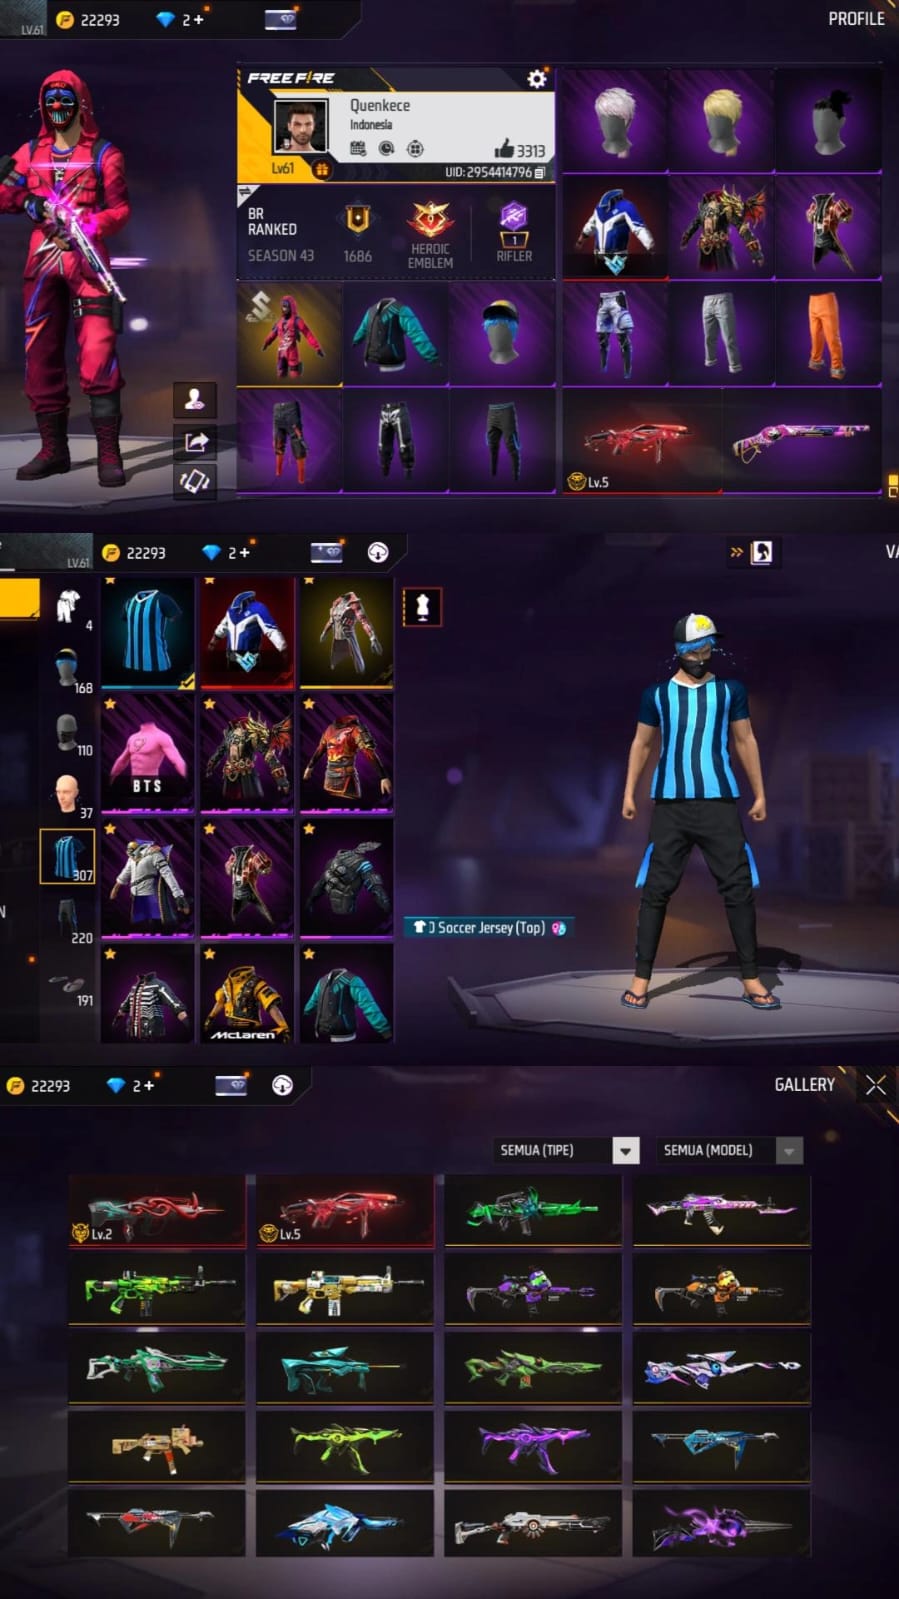 LV.61
22293
2+
PROFILE
FREE FIRE
Quenkece
Indonesia
3313
Lv61
UID:2954414796
BR
RANKED
SEASON 43
1686
HEROIC
EMBLEM
1
RIFLER
Lv.5
LV.61
22293
2+
4
168
110
37
307
220
191
BTS
McLaren
Soccer Jersey (Top)
22293
2+
GALLERY
SEMUA (TIPE)
SEMUA (MODEL)
Lv.2
Lv.5